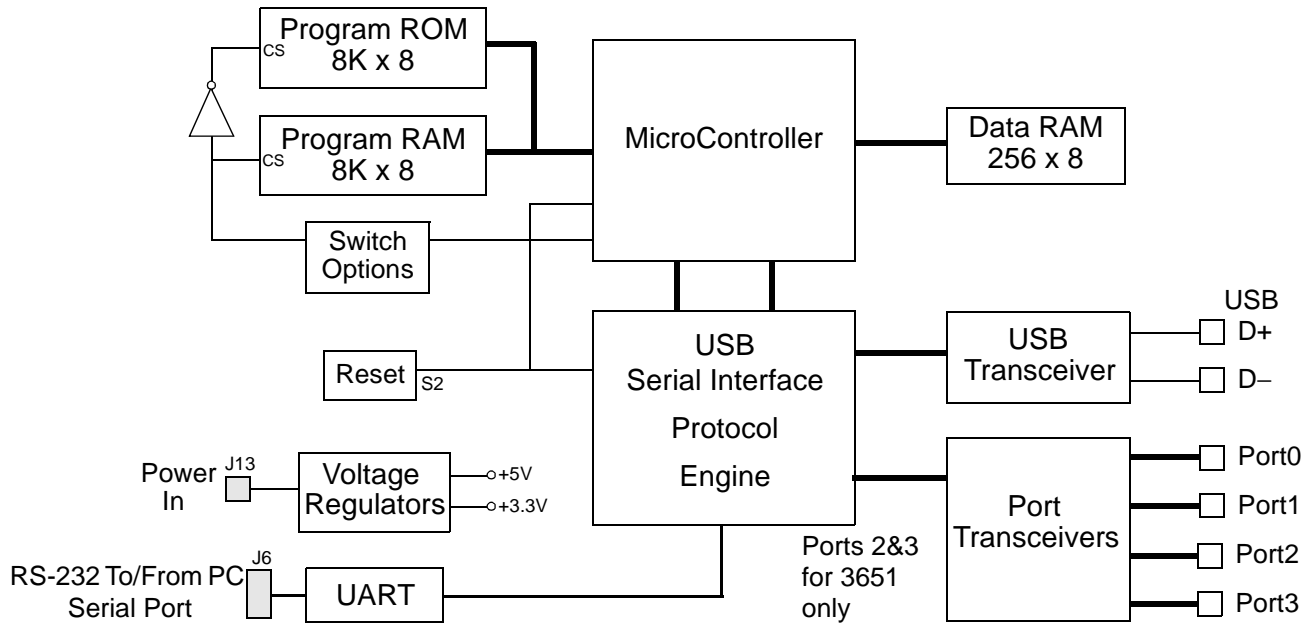 Program ROM
8K x 8
CS
Program RAM
8K x 8
CS
MicroController
Data RAM
256 x 8
Switch
Options
Reset
S2
USB
Serial Interface
Protocol
Engine
USB
Transceiver
USB
D+
D−
Power
In
J13
Voltage
Regulators
+5V
+3.3V
Port
Transceivers
Port0
Port1
Port2
Port3
Ports 2&3
for 3651
only
RS-232 To/From PC
Serial Port
J6
UART